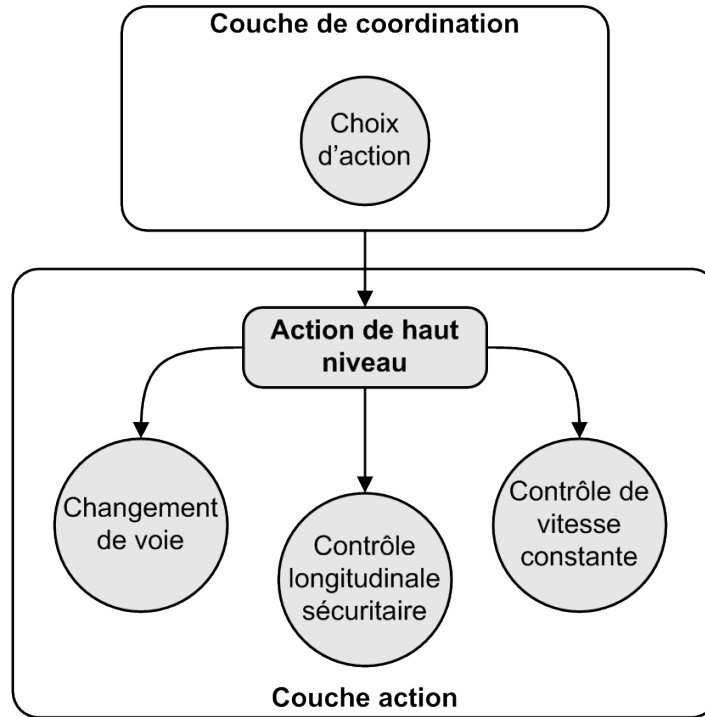 Couche de coordination
Choix
d'action
Action de haut
niveau
Changement
de voie
Contrôle
longitudinale
sécuritaire
Contrôle de
vitesse
constante
Couche action